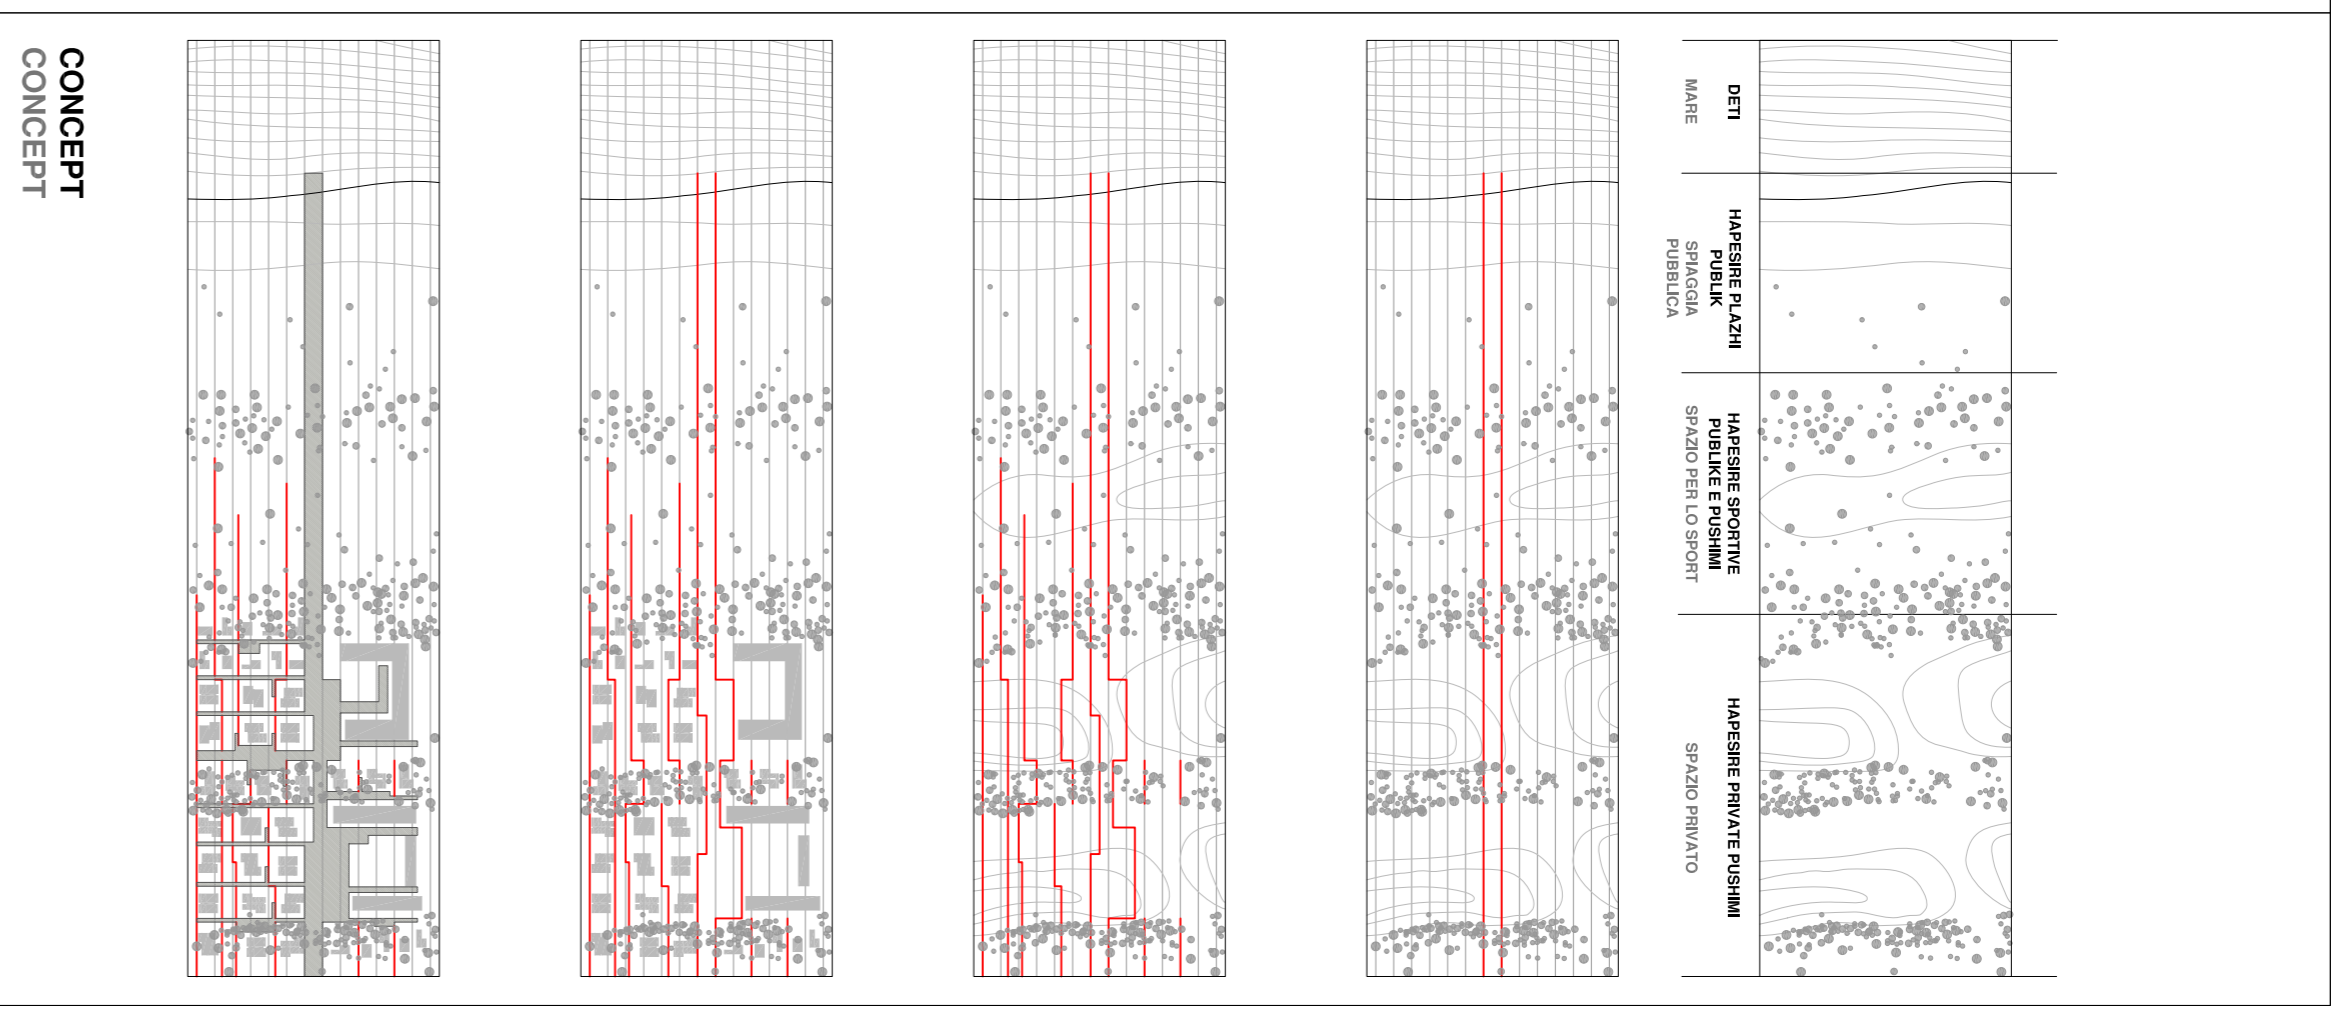 CONCEPT
CONCEPT
DETI
MARE
HAPESIRE PLAZHI
PUBLIK
SPIAGGIA
PUBBLICA
HAPESIRE SPORTIVE
PUBLIKE E PUSHIMI
SPAZIO PER LO SPORT
HAPESIRE PRIVATE PUSHIMI
SPAZIO PRIVATO